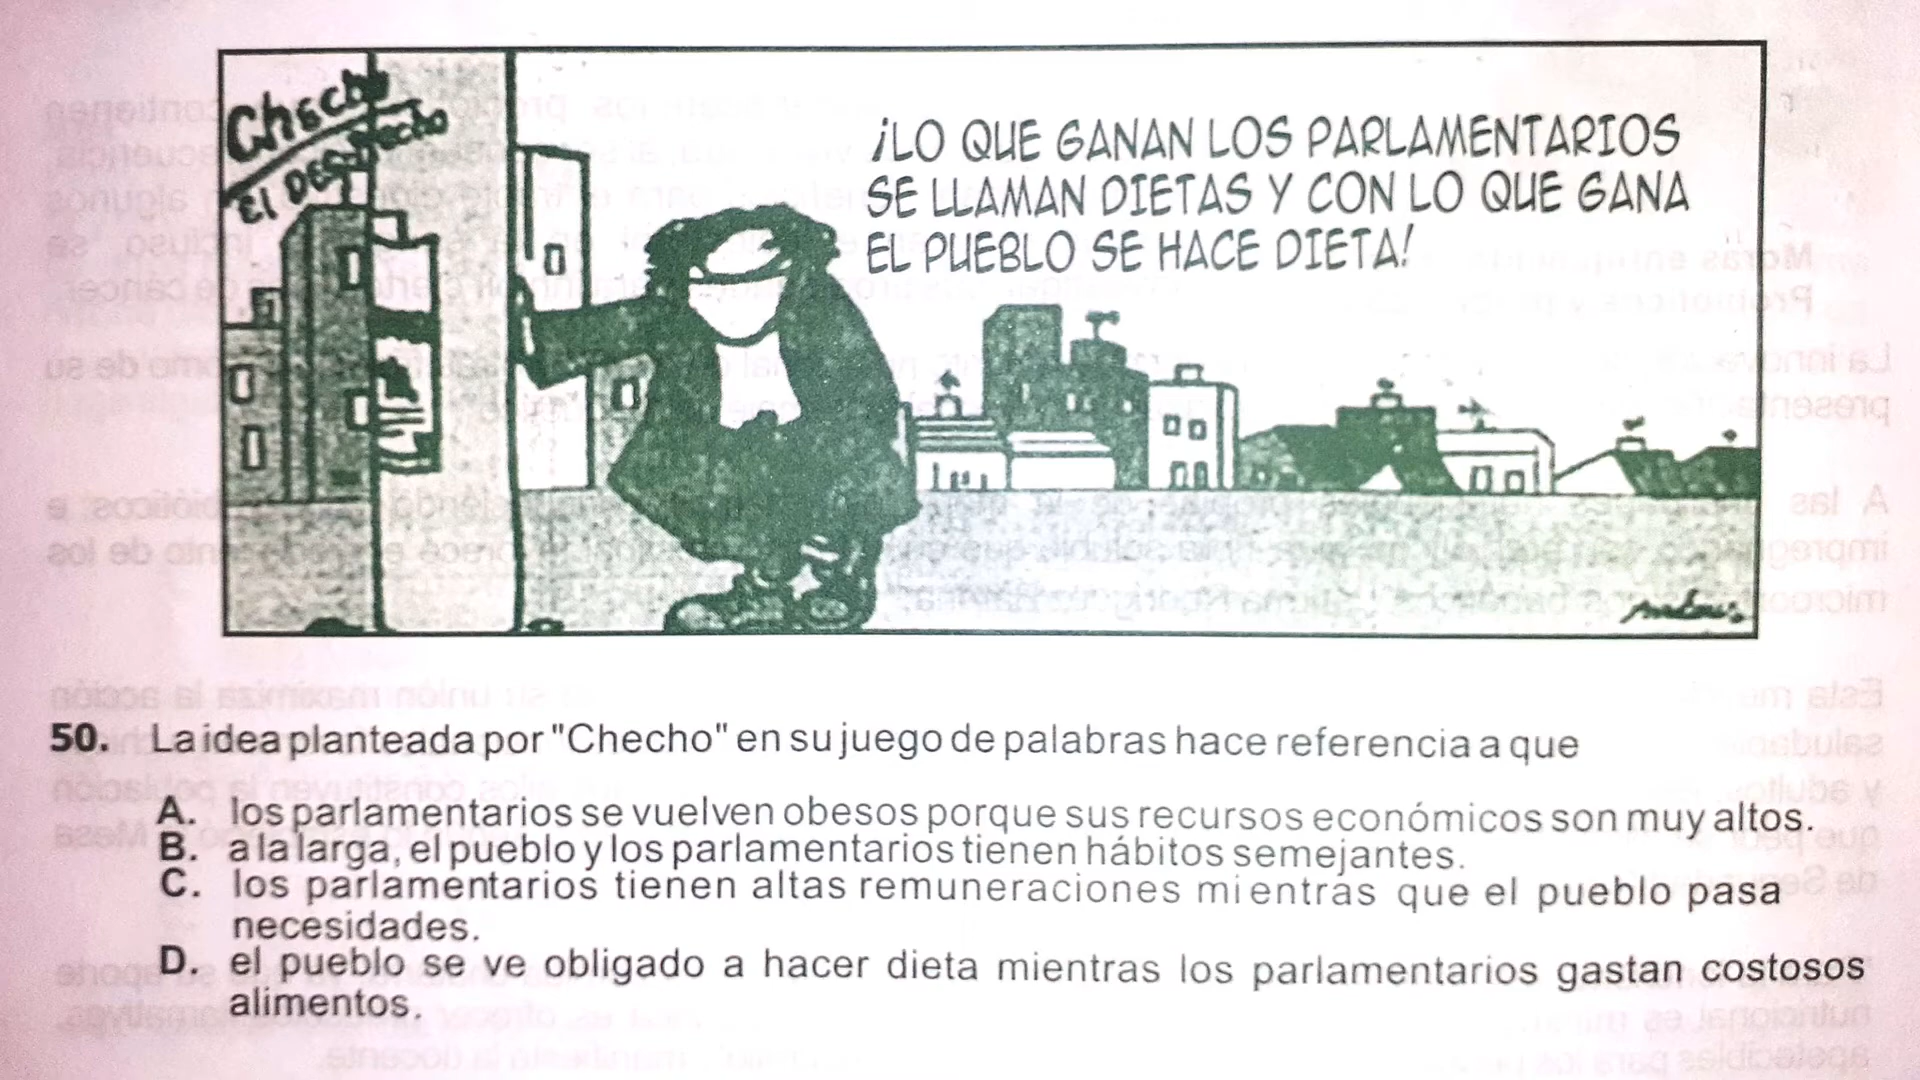 Checho
El DESPRECHO
¡LO QUE GANAN LOS PARLAMENTARIOS
SE LLAMAN DIETAS Y CON LO QUE GANA
EL PUEBLO SE HACE DIETA!
50. La idea planteada por "Checho" en su juego de palabras hace referencia a que
A. los parlamentarios se vuelven obesos porque sus recursos económicos son muy altos.
B. a la larga, el pueblo y los parlamentarios tienen hábitos semejantes.
C. los parlamentarios tienen altas remuneraciones mientras que el pueblo pasa
necesidades.
D. el pueblo se ve obligado a hacer dieta mientras los parlamentarios gastan costosos
alimentos.